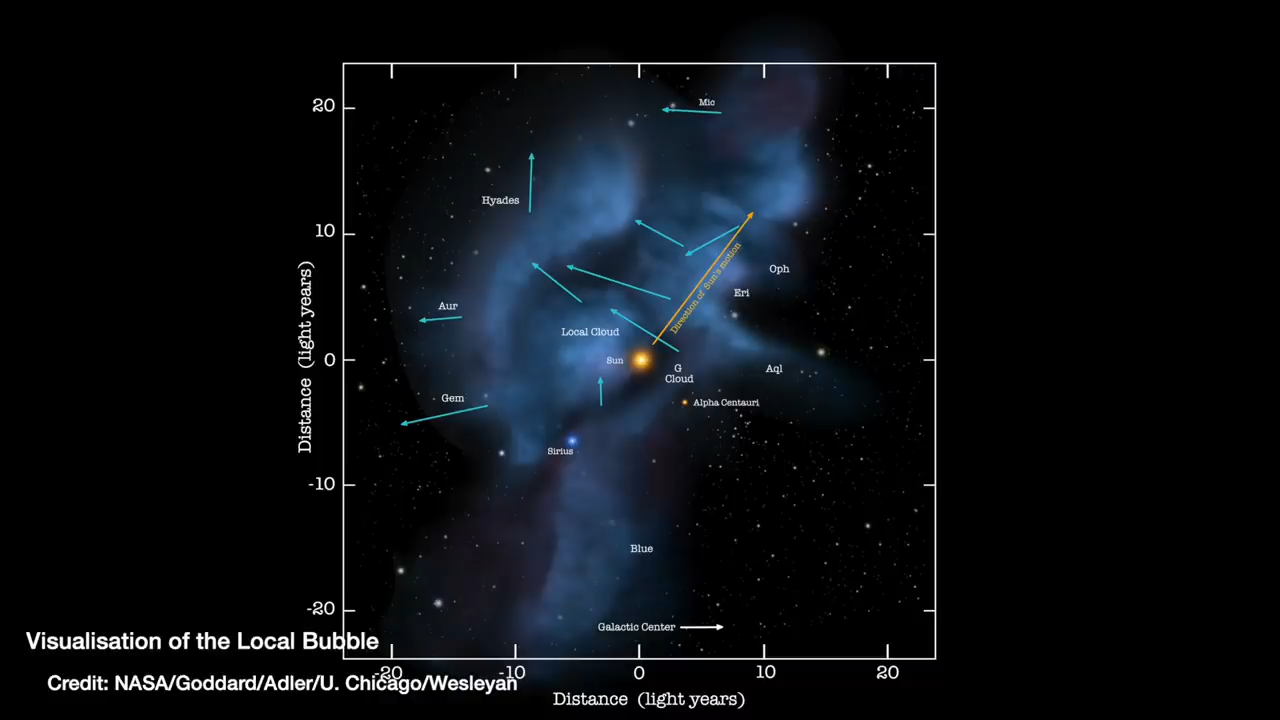 20
Mic
Hyades
10
Oph
Direction of Sun's motion
Eri
Aur
Local Cloud
0
Sun
G
Cloud
Aql
Gem
Alpha Centauri
Sirius
-10
Blue
-20
Galactic Center
Distance (light years)
Visualisation of the Local Bubble
-20 -10 0 10 20
Credit: NASA/Goddard/Adler/U. Chicago/Wesleyan
Distance (light years)